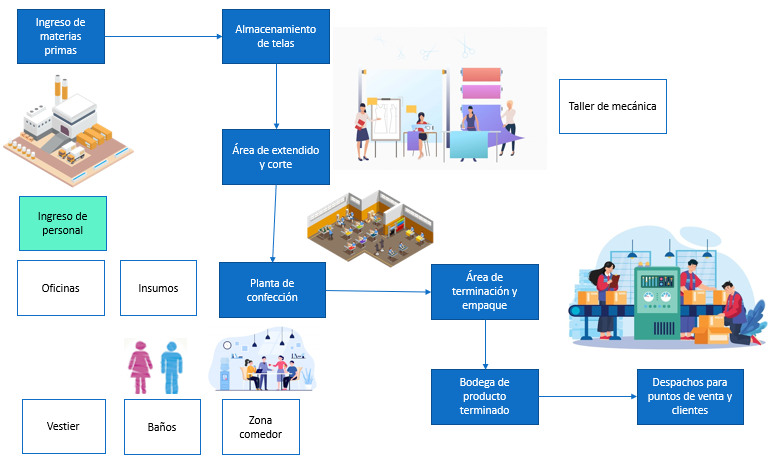 Ingreso de
materias
primas
Almacenamiento
de telas
Taller de mecánica
Área de extendido
y corte
Ingreso de
personal
Oficinas
Insumos
Planta de
confección
Área de
terminación y
empaque
Bodega de
producto
terminado
Despachos para
puntos de venta y
clientes
Vestier
Baños
Zona
comedor